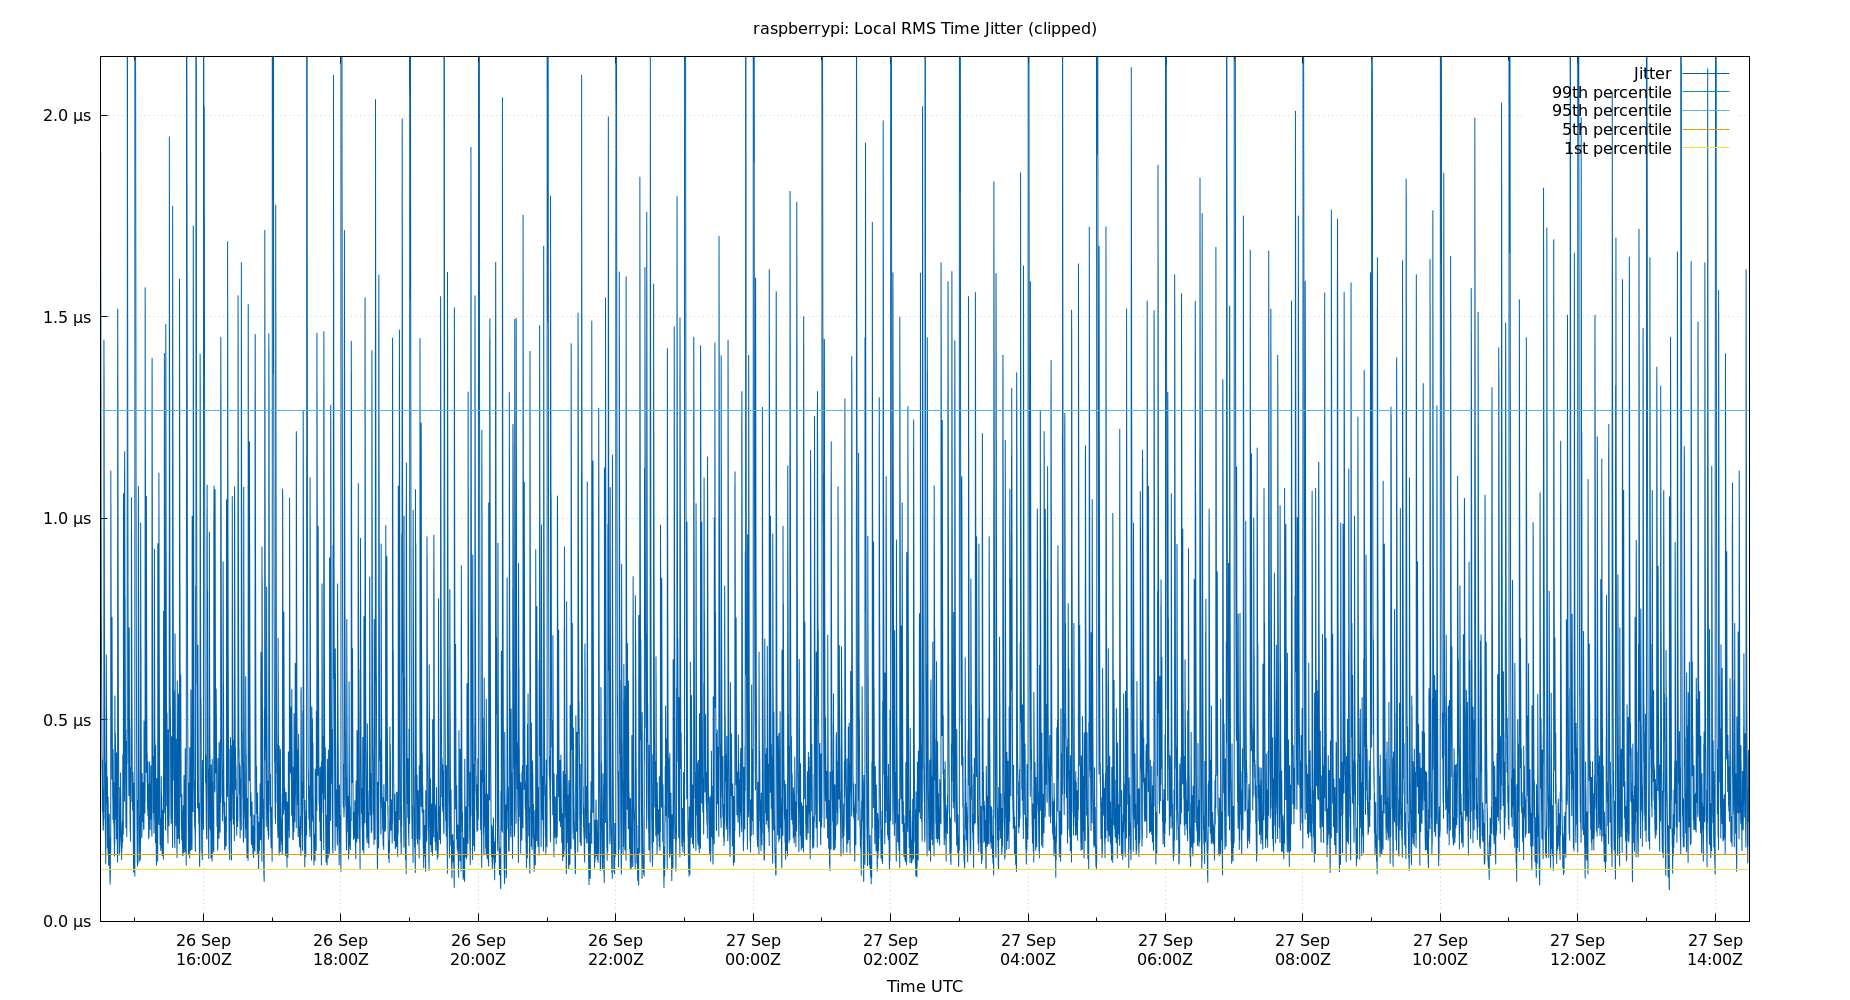 raspberrypi: Local RMS Time Jitter (clipped)
Jitter
99th percentile
95th percentile
5th percentile
1st percentile
2.0 µs
1.5 µs
1.0 µs
0.5 µs
0.0 µs
26 Sep 26 Sep 26 Sep 26 Sep 27 Sep 27 Sep 27 Sep 27 Sep 27 Sep 27 Sep 27 Sep 27 Sep
16:00Z 18:00Z 20:00Z 22:00Z 00:00Z 02:00Z 04:00Z 06:00Z 08:00Z 10:00Z 12:00Z 14:00Z
Time UTC